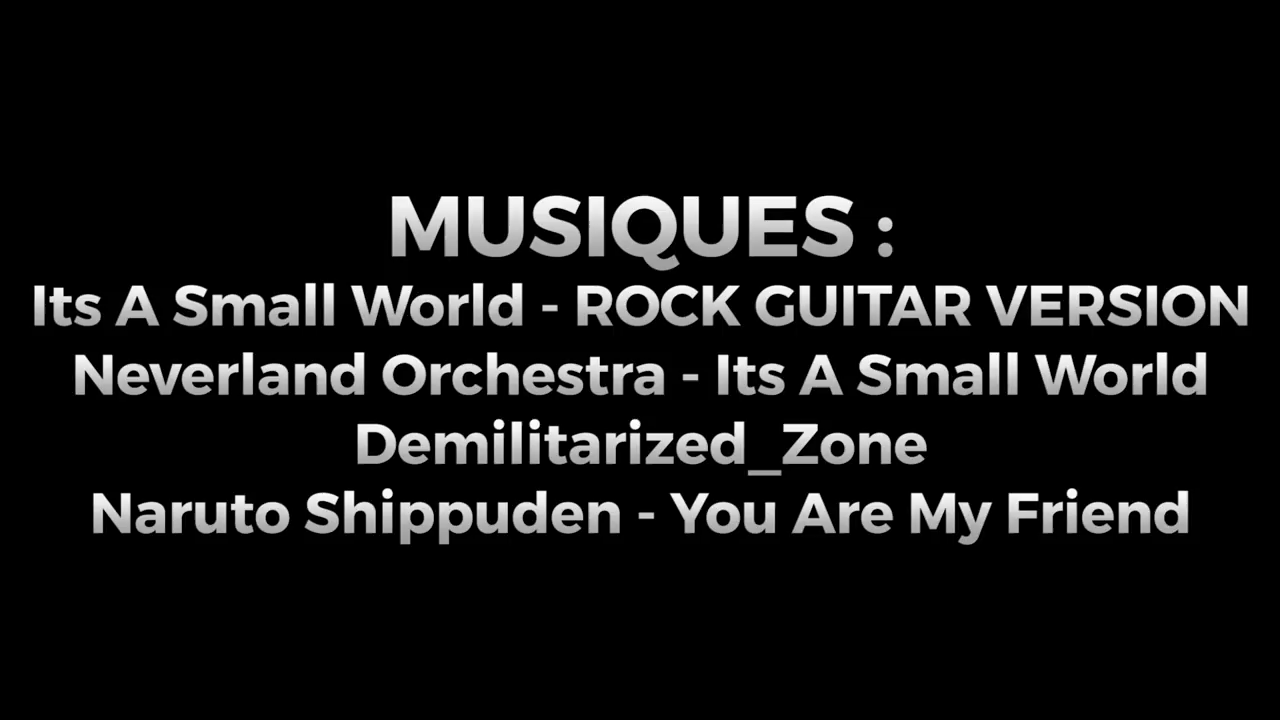 MUSIQUES :
Its A Small World - ROCK GUITAR VERSION
Neverland Orchestra - Its A Small World
Demilitarized_Zone
Naruto Shippuden - You Are My Friend